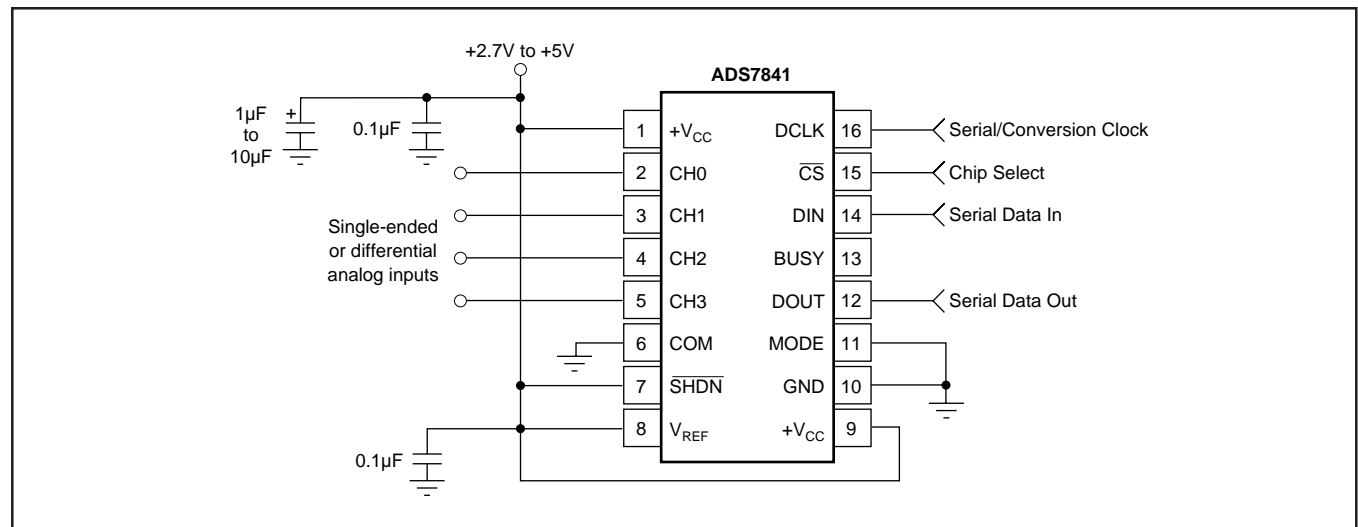 +2.7V to +5V
ADS7841
1µF
to
10µF
+
0.1µF
1 +VCC DCLK 16 Serial/Conversion Clock
2 CH0 C̅S̅ 15 Chip Select
3 CH1 DIN 14 Serial Data In
Single-ended
or differential
analog inputs
4 CH2 BUSY 13
5 CH3 DOUT 12 Serial Data Out
6 COM MODE 11
7 S̅H̅D̅N̅ GND 10
8 VREF +VCC 9
0.1µF